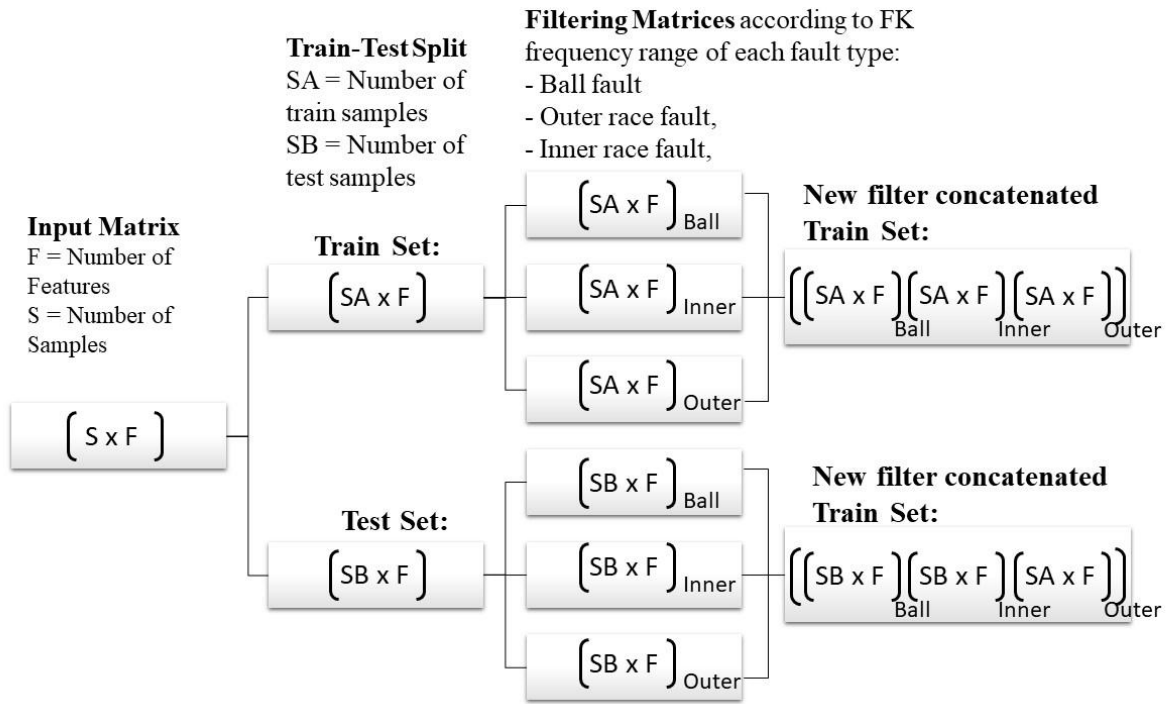 Filtering Matrices according to FK
frequency range of each fault type:
- Ball fault
- Outer race fault,
- Inner race fault,
Train-Test Split
SA = Number of
train samples
SB = Number of
test samples
Input Matrix
F = Number of
Features
S = Number of
Samples
(S x F)
Train Set:
(SA x F)
(SA x F) Ball
(SA x F) Inner
(SA x F) Outer
New filter concatenated
Train Set:
((SA x F) Ball (SA x F) Inner (SA x F)) Outer
Test Set:
(SB x F)
(SB x F) Ball
(SB x F) Inner
(SB x F) Outer
New filter concatenated
Train Set:
((SB x F) Ball (SB x F) Inner (SA x F)) Outer